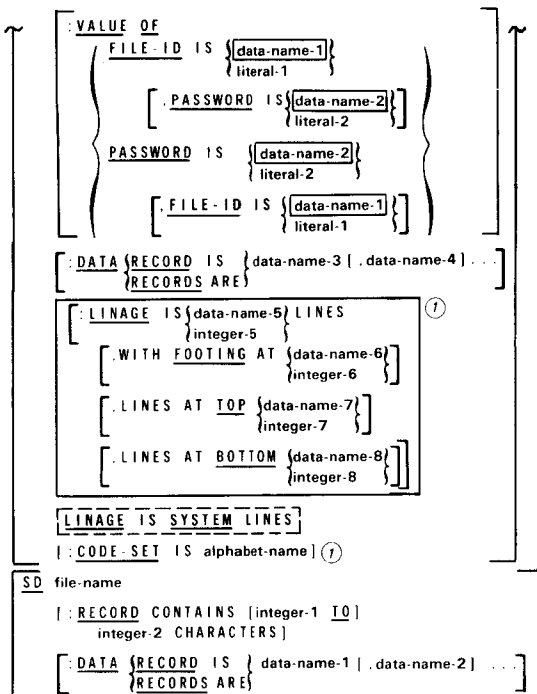 [ : VALUE OF
FILE-ID IS { data-name-1
literal-1 }
[ , PASSWORD IS { data-name-2
literal-2 } ]
PASSWORD IS { data-name-2
literal-2 }
[ , FILE-ID IS { data-name-1
literal-1 } ]
[ : DATA { RECORD IS
RECORDS ARE } data-name-3 [ , data-name-4 ] . . . ]
[ : LINAGE IS { data-name-5
integer-5 } LINES 1
[ , WITH FOOTING AT { data-name-6
integer-6 } ]
[ , LINES AT TOP { data-name-7
integer-7 } ]
[ , LINES AT BOTTOM { data-name-8
integer-8 } ] ]
LINAGE IS SYSTEM LINES
[ : CODE-SET IS alphabet-name ] 1
SD file-name
[ : RECORD CONTAINS [integer-1 TO]
integer-2 CHARACTERS ]
[ : DATA { RECORD IS
RECORDS ARE } data-name-1 [ , data-name-2 ] . . . ]